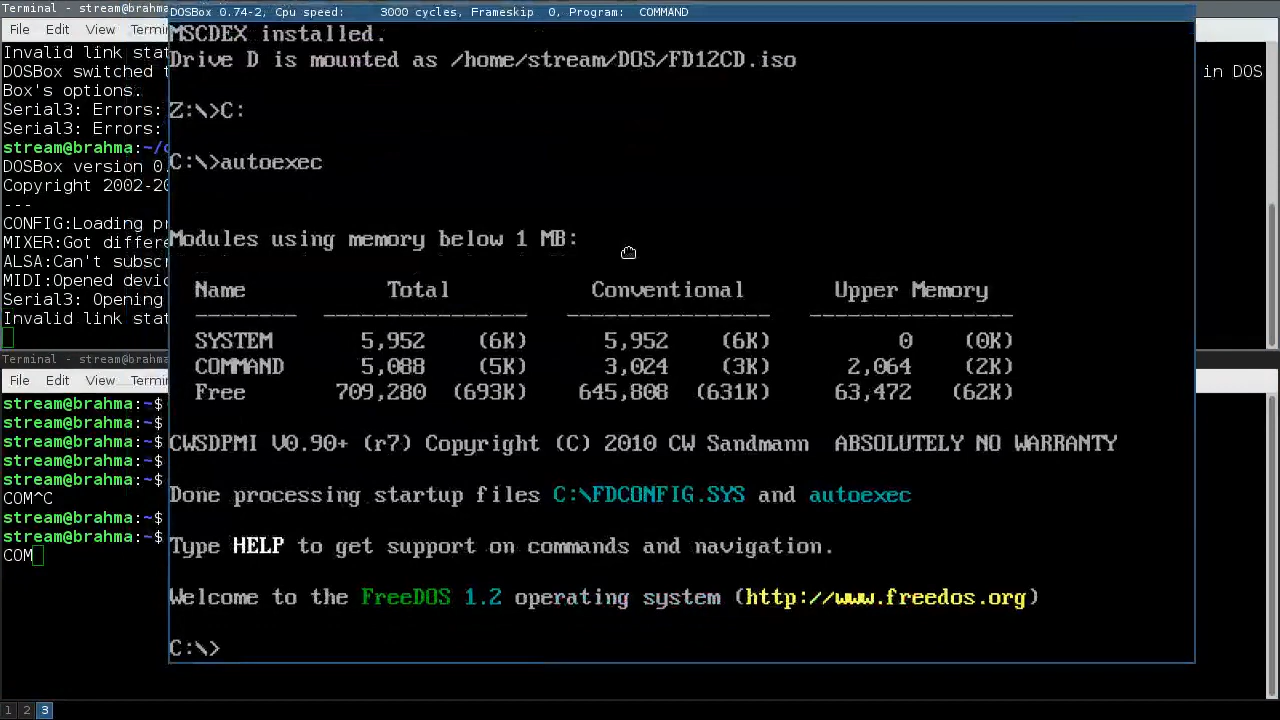 Terminal - stream@brahma:
File Edit View Termin
Invalid link stat
DOSBox switched t
Box's options.
Serial3: Errors:
Serial3: Errors:
stream@brahma:~/
DOSBox version 0.
Copyright 2002-20
---
CONFIG:Loading pr
MIXER:Got differe
ALSA:Can't subscr
MIDI:Opened devic
Serial3: Opening
Invalid link stat
in DOS
DOSBox 0.74-2, Cpu speed: 3000 cycles, Frameskip 0, Program: COMMAND
MSCDEX installed.
Drive D is mounted as /home/stream/DOS/FD12CD.iso
Z:\>C:
C:\>autoexec
Modules using memory below 1 MB:
Name Total Conventional Upper Memory
-------- ---------------- ---------------- ----------------
SYSTEM 5,952 (6K) 5,952 (6K) 0 (0K)
COMMAND 5,088 (5K) 3,024 (3K) 2,064 (2K)
Free 709,280 (693K) 645,808 (631K) 63,472 (62K)
CWSDPMI V0.90+ (r7) Copyright (C) 2010 CW Sandmann ABSOLUTELY NO WARRANTY
Done processing startup files C:\FDCONFIG.SYS and autoexec
Type HELP to get support on commands and navigation.
Welcome to the FreeDOS 1.2 operating system (http://www.freedos.org)
C:\>
Terminal - stream@brahma:
File Edit View Termin
stream@brahma:~$
stream@brahma:~$
stream@brahma:~$
stream@brahma:~$
stream@brahma:~$
COM^C
stream@brahma:~$
stream@brahma:~$
COM
1 2 3